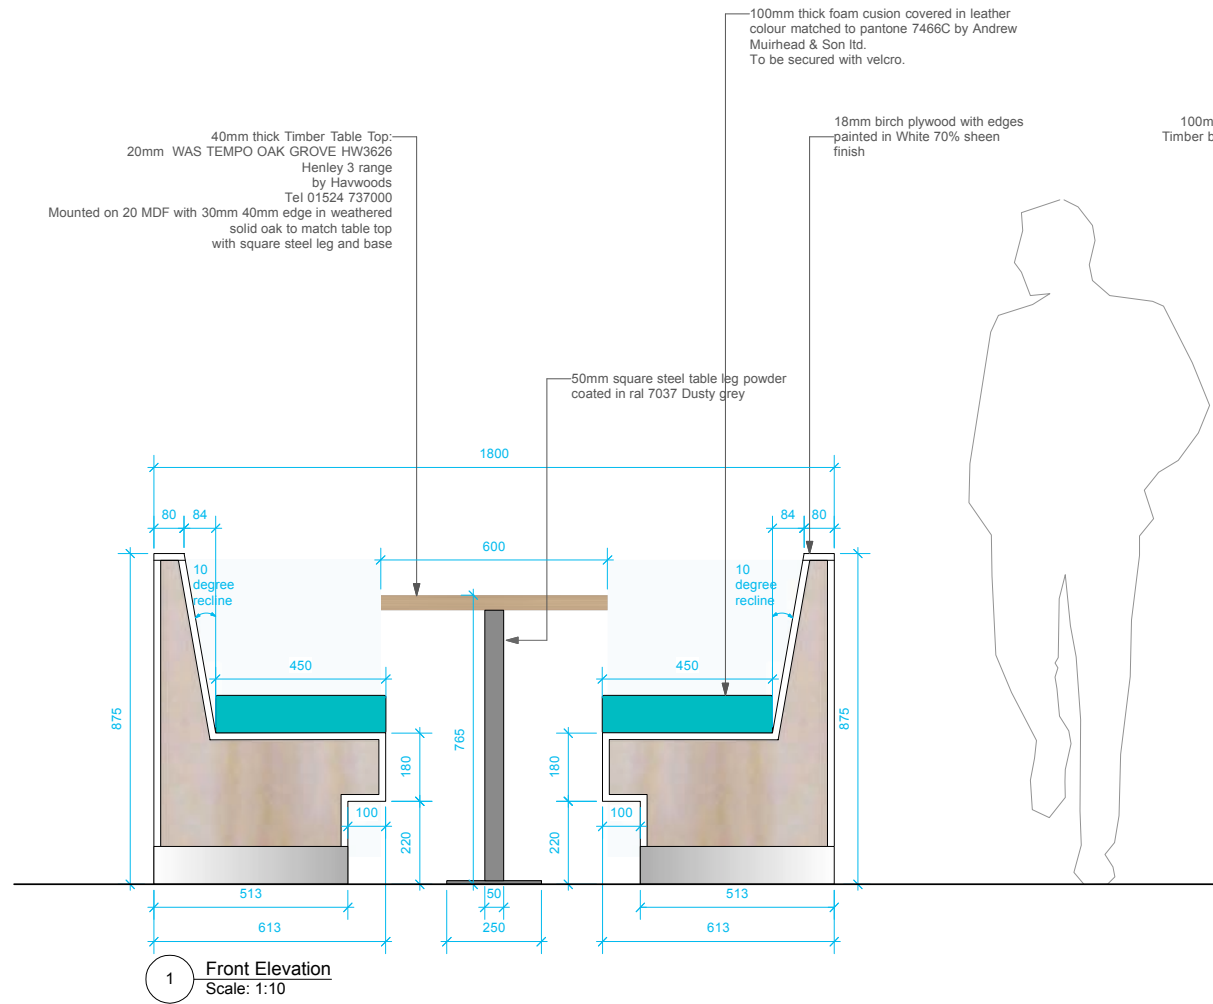 100mm thick foam cusion covered in leather
colour matched to pantone 7466C by Andrew
Muirhead & Son ltd.
To be secured with velcro.
40mm thick Timber Table Top:
20mm WAS TEMPO OAK GROVE HW3626
Henley 3 range
by Havwoods
Tel 01524 737000
Mounted on 20 MDF with 30mm 40mm edge in weathered
solid oak to match table top
with square steel leg and base
18mm birch plywood with edges
painted in White 70% sheen
finish
100m
Timber b
50mm square steel table leg powder
coated in ral 7037 Dusty grey
1800
80 84
84 80
600
10
degree
recline
10
degree
recline
450
450
875
765
875
180
180
100
100
220
220
513
50
513
613
250
613
1
Front Elevation
Scale: 1:10